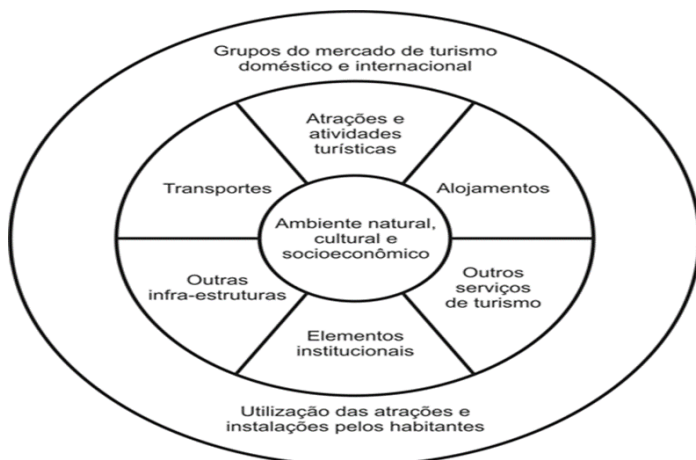 Grupos do mercado de turismo
doméstico e internacional
Atrações e
atividades
turísticas
Transportes
Alojamentos
Ambiente natural,
cultural e
socioeconômico
Outras
infra-estruturas
Outros
serviços
de turismo
Elementos
institucionais
Utilização das atrações e
instalações pelos habitantes